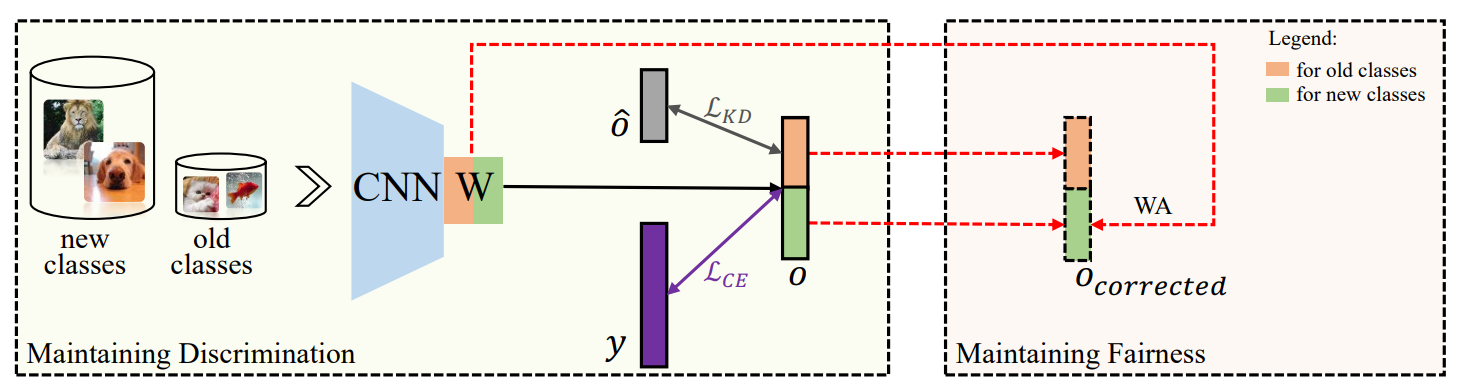 new
classes
old
classes
CNN
W
ô
ℒ_KD
ℒ_CE
y
o
Maintaining Discrimination
WA
o_corrected
Legend:
for old classes
for new classes
Maintaining Fairness